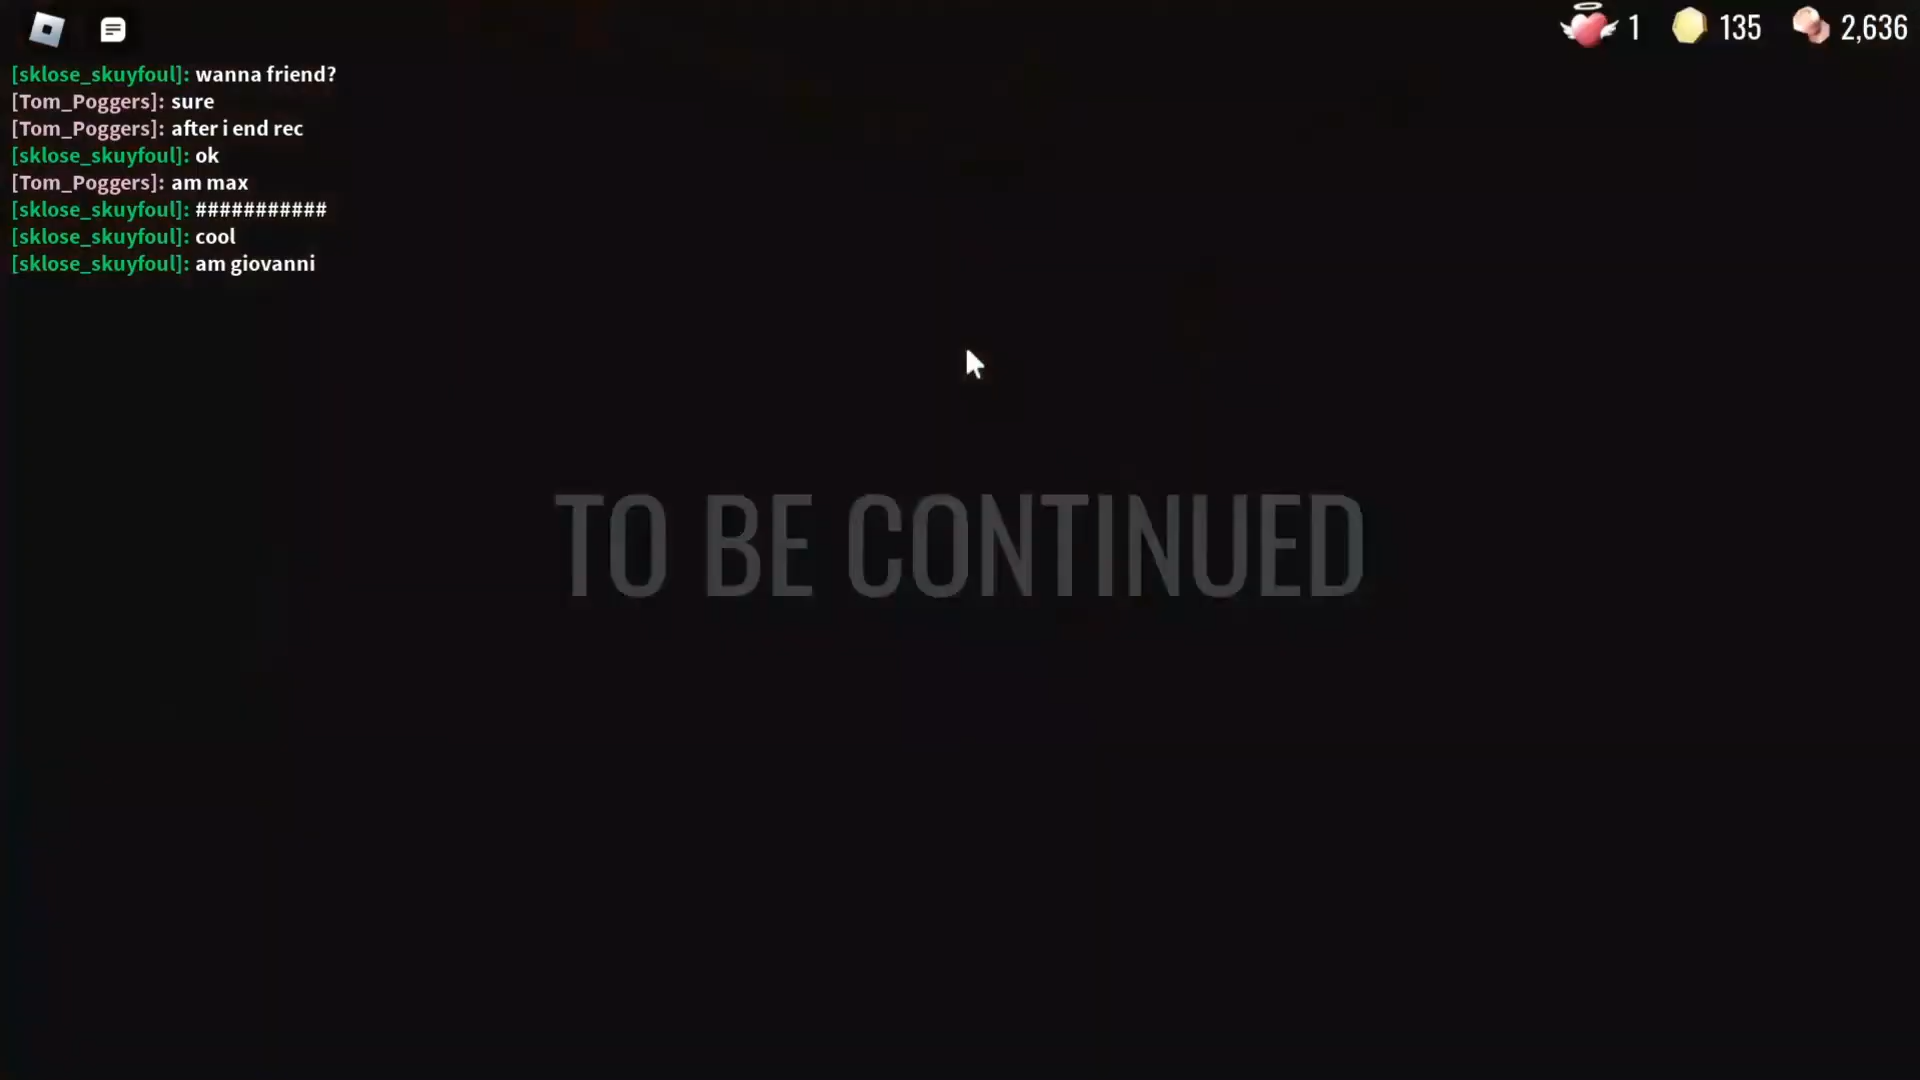 1 135 2,636
[sklose_skuyfoul]: wanna friend?
[Tom_Poggers]: sure
[Tom_Poggers]: after i end rec
[sklose_skuyfoul]: ok
[Tom_Poggers]: am max
[sklose_skuyfoul]: ###########
[sklose_skuyfoul]: cool
[sklose_skuyfoul]: am giovanni
TO BE CONTINUED